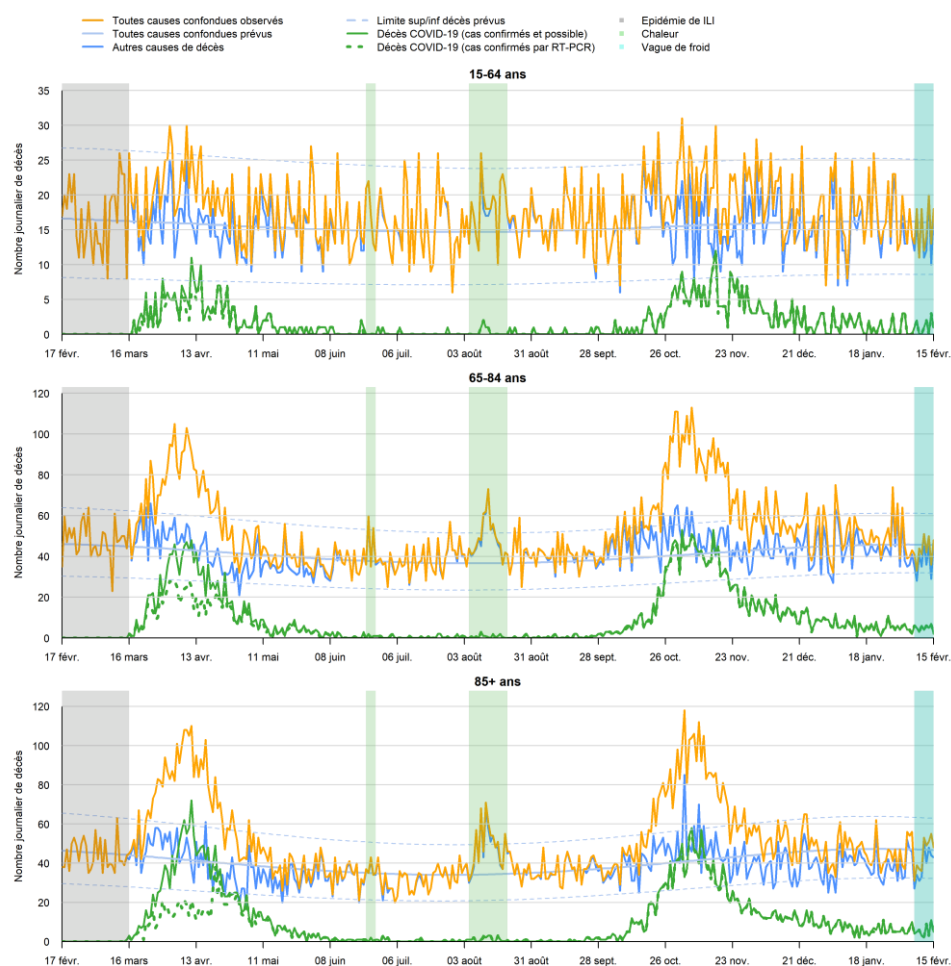 Toutes causes confondues observés
Toutes causes confondues prévus
Autres causes de décès
Limite sup/inf décès prévus
Décès COVID-19 (cas confirmés et possible)
Décès COVID-19 (cas confirmés par RT-PCR)
Epidémie de ILI
Chaleur
Vague de froid
15-64 ans
Nombre journalier de décès
35
30
25
20
15
10
5
0
17 févr. 16 mars 13 avr. 11 mai 08 juin 06 juil. 03 août 31 août 28 sept. 26 oct. 23 nov. 21 déc. 18 janv. 15 févr.
65-84 ans
Nombre journalier de décès
120
100
80
60
40
20
0
17 févr. 16 mars 13 avr. 11 mai 08 juin 06 juil. 03 août 31 août 28 sept. 26 oct. 23 nov. 21 déc. 18 janv. 15 févr.
85+ ans
Nombre journalier de décès
120
100
80
60
40
20
0
17 févr. 16 mars 13 avr. 11 mai 08 juin 06 juil. 03 août 31 août 28 sept. 26 oct. 23 nov. 21 déc. 18 janv. 15 févr.